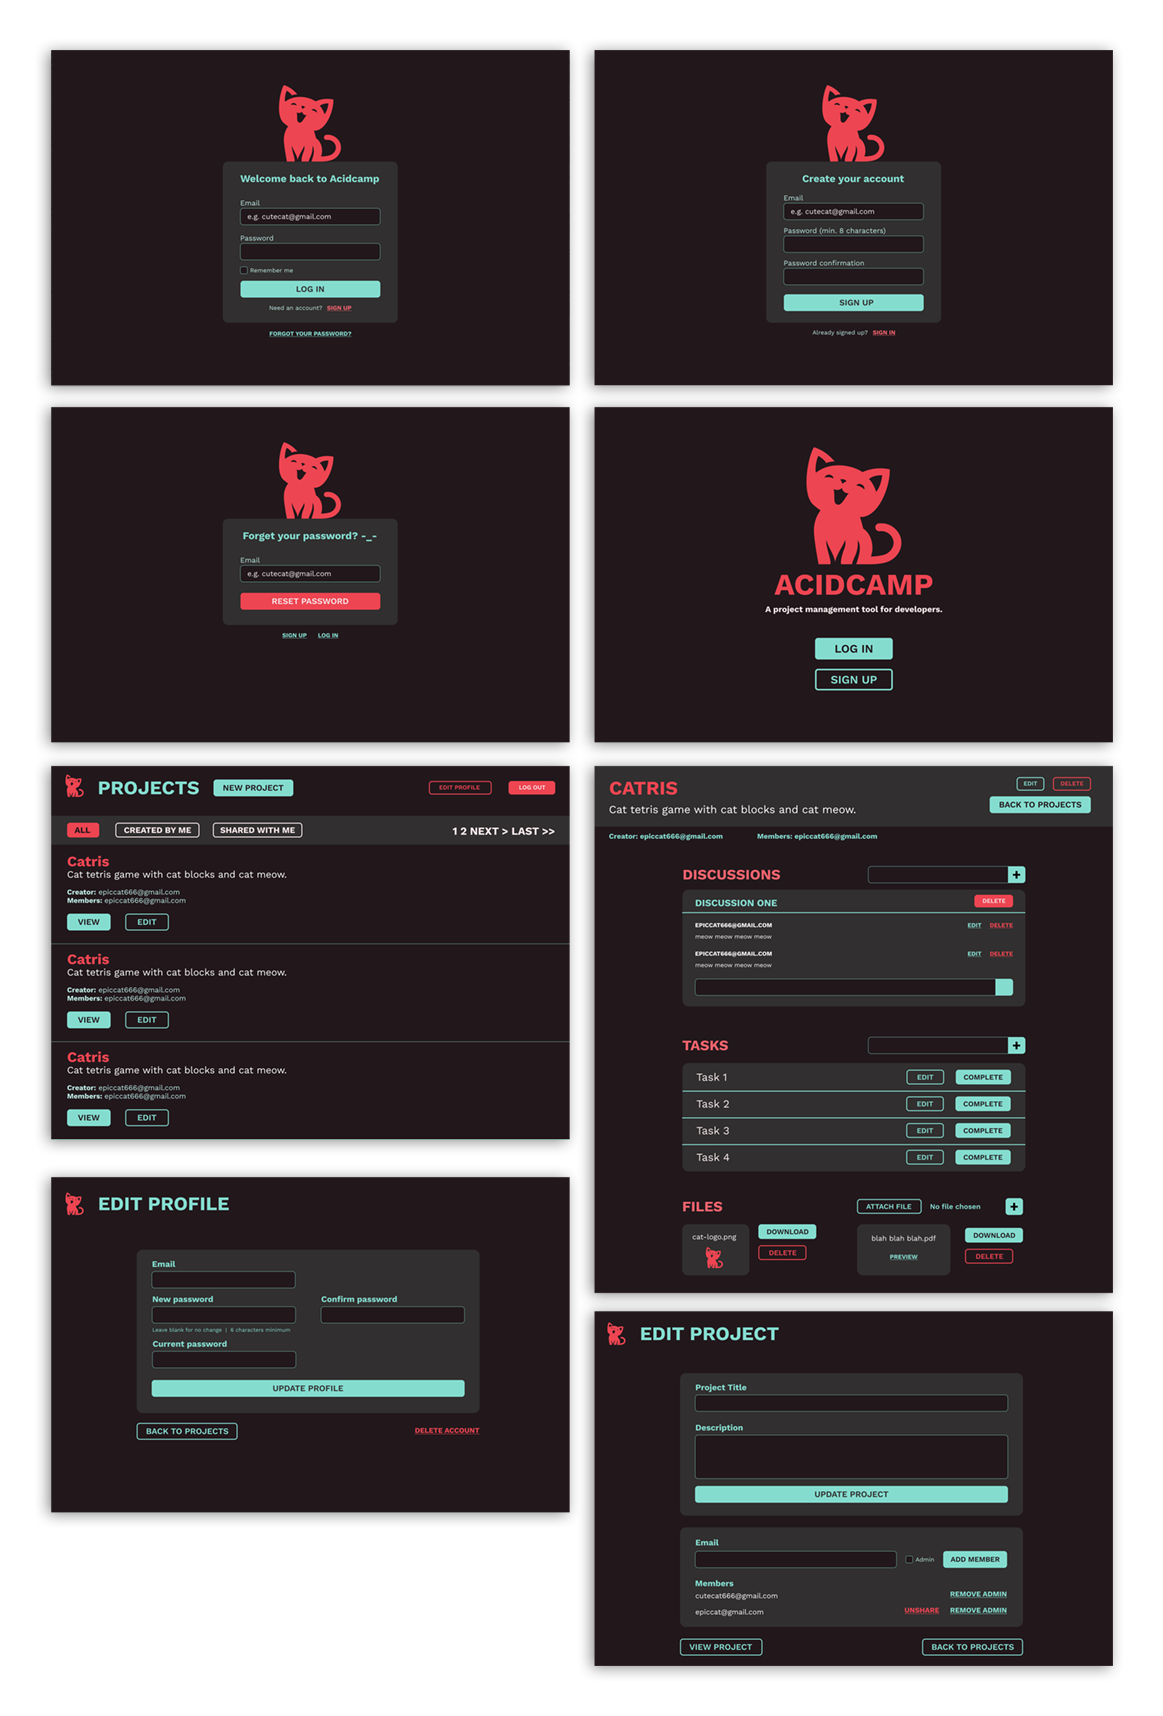 Welcome back to Acidcamp
Email
e.g. cutecat@gmail.com
Password
Remember me
LOG IN
Need an account? SIGN UP
FORGOT YOUR PASSWORD?
Create your account
Email
e.g. cutecat@gmail.com
Password (min. 8 characters)
Password confirmation
SIGN UP
Already signed up? SIGN IN
Forget your password? -_-
Email
e.g. cutecat@gmail.com
RESET PASSWORD
SIGN UP LOG IN
ACIDCAMP
A project management tool for developers.
LOG IN
SIGN UP
PROJECTS NEW PROJECT EDIT PROFILE LOG OUT
ALL CREATED BY ME SHARED WITH ME 1 2 NEXT > LAST >>
Catris
Cat tetris game with cat blocks and cat meow.
Creator: epiccat666@gmail.com
Members: epiccat666@gmail.com
VIEW EDIT
Catris
Cat tetris game with cat blocks and cat meow.
Creator: epiccat666@gmail.com
Members: epiccat666@gmail.com
VIEW EDIT
Catris
Cat tetris game with cat blocks and cat meow.
Creator: epiccat666@gmail.com
Members: epiccat666@gmail.com
VIEW EDIT
CATRIS EDIT DELETE
Cat tetris game with cat blocks and cat meow. BACK TO PROJECTS
Creator: epiccat666@gmail.com Members: epiccat666@gmail.com
DISCUSSIONS +
DISCUSSION ONE DELETE
EPICCAT666@GMAIL.COM EDIT DELETE
meow meow meow meow
EPICCAT666@GMAIL.COM EDIT DELETE
meow meow meow meow
TASKS +
Task 1 EDIT COMPLETE
Task 2 EDIT COMPLETE
Task 3 EDIT COMPLETE
Task 4 EDIT COMPLETE
FILES ATTACH FILE No file chosen +
cat-logo.png DOWNLOAD DELETE
blah blah blah.pdf PREVIEW DOWNLOAD DELETE
EDIT PROFILE
Email
New password Confirm password
Leave blank for no change | 6 characters minimum
Current password
UPDATE PROFILE
BACK TO PROJECTS DELETE ACCOUNT
EDIT PROJECT
Project Title
Description
UPDATE PROJECT
Email
Admin ADD MEMBER
Members
cutecat666@gmail.com REMOVE ADMIN
epiccat@gmail.com UNSHARE REMOVE ADMIN
VIEW PROJECT BACK TO PROJECTS